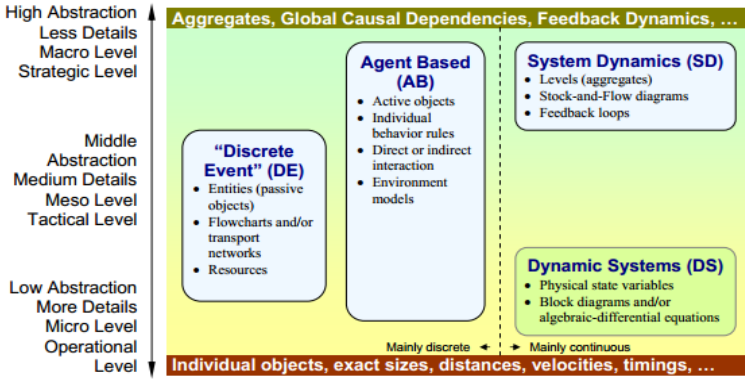 High Abstraction
Less Details
Macro Level
Strategic Level
Middle
Abstraction
Medium Details
Meso Level
Tactical Level
Low Abstraction
More Details
Micro Level
Operational
Level
Aggregates, Global Causal Dependencies, Feedback Dynamics, …
“Discrete
Event” (DE)
• Entities (passive
objects)
• Flowcharts and/or
transport
networks
• Resources
Agent Based
(AB)
• Active objects
• Individual
behavior rules
• Direct or indirect
interaction
• Environment
models
System Dynamics (SD)
• Levels (aggregates)
• Stock-and-Flow diagrams
• Feedback loops
Dynamic Systems (DS)
• Physical state variables
• Block diagrams and/or
algebraic-differential equations
Mainly discrete
Mainly continuous
Individual objects, exact sizes, distances, velocities, timings, …